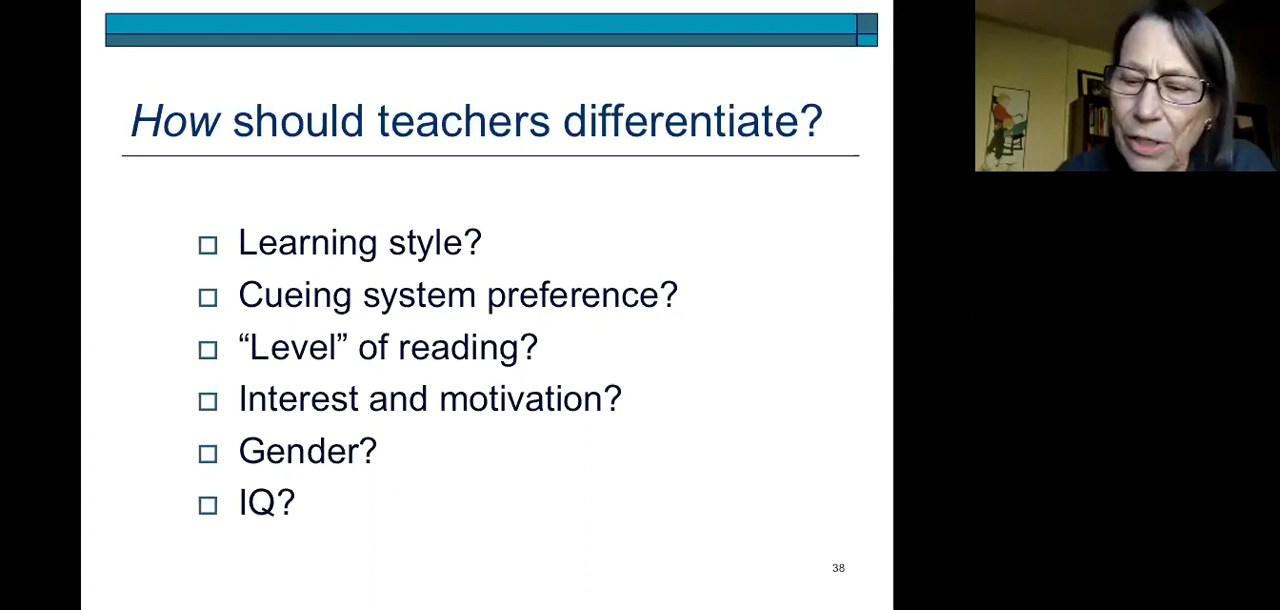 How should teachers differentiate?
Learning style?
Cueing system preference?
“Level” of reading?
Interest and motivation?
Gender?
IQ?
38